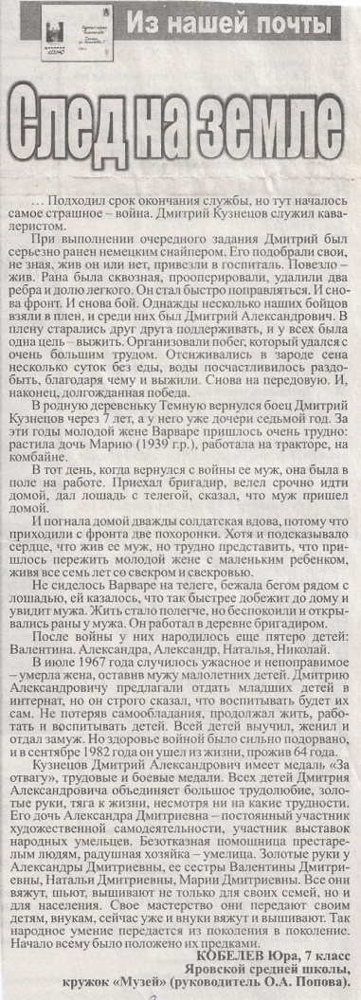 Из нашей почты
След на земле
… Подходил срок окончания службы, но тут началось
самое страшное – война. Дмитрий Кузнецов служил кава-
леристом.
При выполнении очередного задания Дмитрий был
серьезно ранен немецким снайпером. Его подобрали свои,
не зная, жив он или нет, привезли в госпиталь. Повезло –
жив. Рана была сквозная, прооперировали, удалили два
ребра и долю легкого. Он стал быстро поправляться. И сно-
ва фронт. И снова бой. Однажды несколько наших бойцов
взяли в плен, и среди них был Дмитрий Александрович. В
плену старались друг друга поддерживать, и у всех была
одна цель – выжить. Организовали побег, который удался с
очень большим трудом. Отсиживались в зароде сена
несколько суток без еды, воды посчастливилось раздо-
быть, благодаря чему и выжили. Снова на передовую. И,
наконец, долгожданная победа.
В родную деревеньку Темную вернулся боец Дмитрий
Кузнецов через 7 лет, а у него уже дочери седьмой год. За
эти годы молодой жене Варваре пришлось очень трудно:
растила дочь Марию (1939 г.р.), работала на тракторе, на
комбайне.
В тот день, когда вернулся с войны ее муж, она была в
поле на работе. Приехал бригадир, велел срочно идти
домой, дал лошадь с телегой, сказал, что муж пришел
домой.
И погнала домой дважды солдатская вдова, потому что
приходили с фронта две похоронки. Хотя и подсказывало
сердце, что жив ее муж, но трудно представить, что при-
шлось пережить молодой жене с маленьким ребенком,
живя все семь лет со свекром и свекровью.
Не сиделось Варваре на телеге, бежала бегом рядом с
лошадью, ей казалось, что так быстрее добежит до дому и
увидит мужа. Жить стало полегче, но беспокоили и откры-
вались раны у мужа. Он работал в деревне бригадиром.
После войны у них народилось еще пятеро детей:
Валентина. Александра, Александр, Наталья, Николай.
В июле 1967 года случилось ужасное и непоправимое
– умерла жена, оставив мужу малолетних детей. Дмитрию
Александровичу предлагали отдать младших детей в
интернат, но он строго сказал, что воспитывать будет их
сам. Не потеряв самообладаний, продолжал жить, рабо-
тать и воспитывать детей. Всей детей выучил, женил и
отдал замуж. Но здоровье войной было сильно подорвано,
и в сентябре 1982 года он ушел из жизни, прожив 64 года.
Кузнецов Дмитрий Александрович имеет медаль «За
отвагу», трудовые и боевые медали. Всех детей Дмитрия
Александровича объединяет большое трудолюбие, золо-
тые руки, тяга к жизни, несмотря ни на какие трудности.
Его дочь Александра Дмитриевна – постоянный участник
художественной самодеятельности, участник выставок
народных умельцев. Безотказная помощница престаре-
лым людям, радушная хозяйка – умелица. Золотые руки у
Александры Дмитриевны, ее сестры Валентины Дмитри-
евны, Натальи Дмитриевны, Марии Дмитриевны. Все они
вяжут, шьют, вышивают не только для своих семей, но и
для населения. Свое мастерство они передают своим
детям, внукам, сейчас уже и внуки вяжут и вышивают. Так
народное умение передается из поколения в поколение.
Начало всему было положено их предками.
КОБЕЛЕВ Юра, 7 класс
Яровской средней школы,
кружок «Музей» (руководитель О.А. Попова).